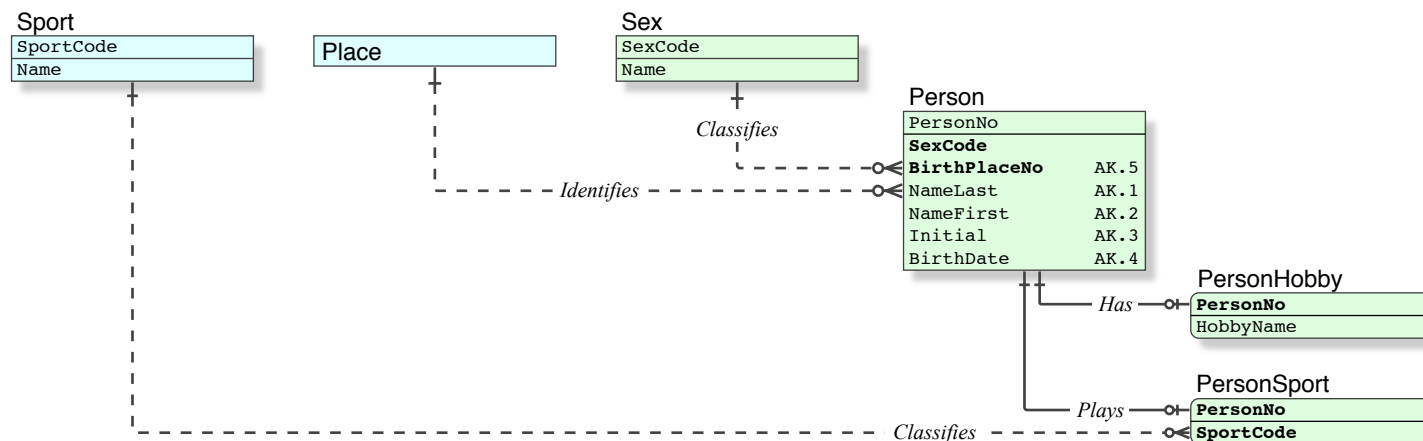 Sport
SportCode
Name
Place
Sex
SexCode
Name
Classifies
Identifies
Person
PersonNo
SexCode
BirthPlaceNo AK.5
NameLast AK.1
NameFirst AK.2
Initial AK.3
BirthDate AK.4
Has
PersonHobby
PersonNo
HobbyName
Plays
PersonSport
PersonNo
Classifies
SportCode